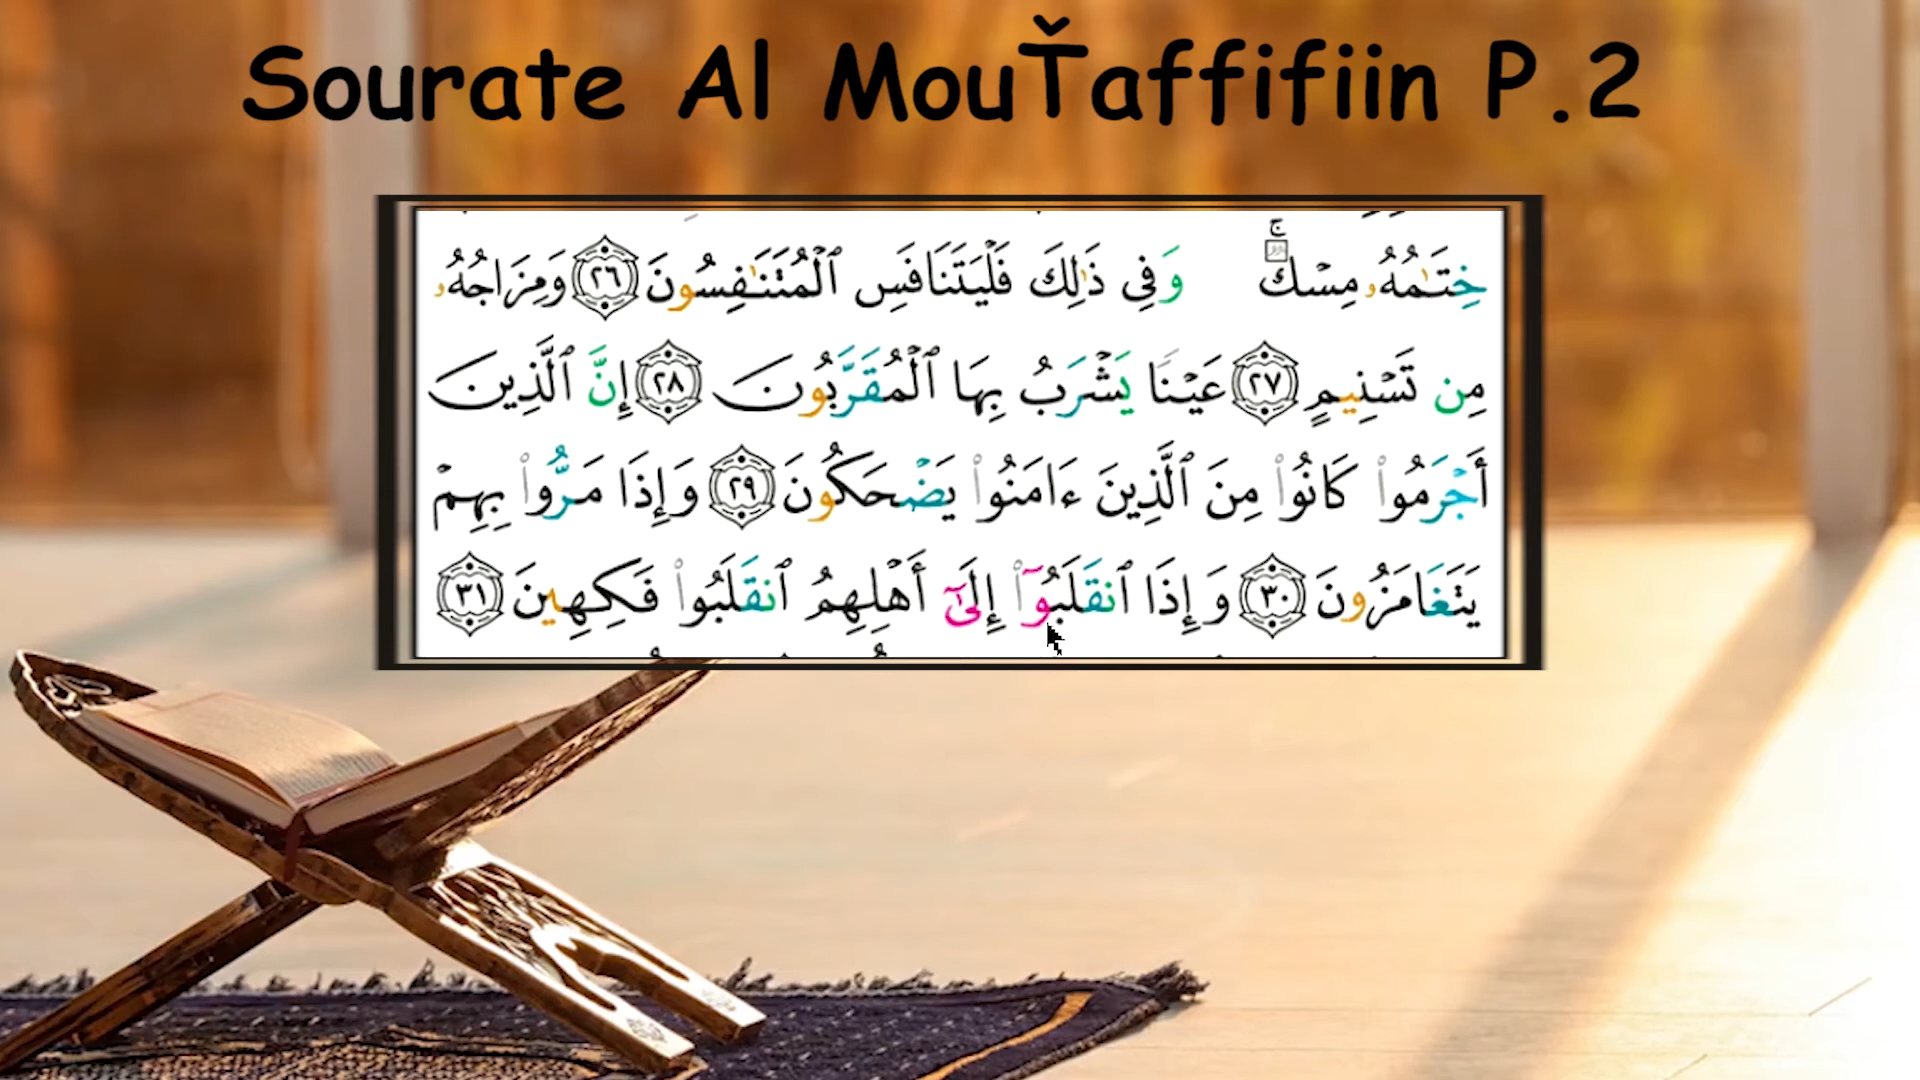 Sourate Al MouŤaffifiin P.2
خِتَـٰمُهُۥ مِسۡكٞۚ وَفِي ذَٰلِكَ فَلۡيَتَنَافَسِ ٱلۡمُتَنَـٰفِسُونَ ٢٦ وَمِزَاجُهُۥ
مِن تَسۡنِيمٍ ٢٧ عَيۡنٗا يَشۡرَبُ بِهَا ٱلۡمُقَرَّبُونَ ٢٨ إِنَّ ٱلَّذِينَ
أَجۡرَمُواْ كَانُواْ مِنَ ٱلَّذِينَ ءَامَنُواْ يَضۡحَكُونَ ٢٩ وَإِذَا مَرُّواْ بِهِمۡ
يَتَغَامَزُونَ ٣٠ وَإِذَا ٱنقَلَبُوٓاْ إِلَىٰٓ أَهۡلِهِمُ ٱنقَلَبُواْ فَكِهِينَ ٣١